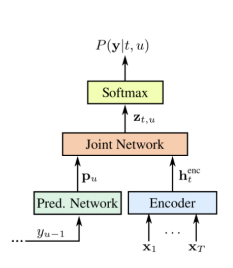 P(y|t, u)
Softmax
z_{t,u}
Joint Network
p_u h_t^{enc}
Pred. Network Encoder
... y_{u−1} ...
x_1 x_T